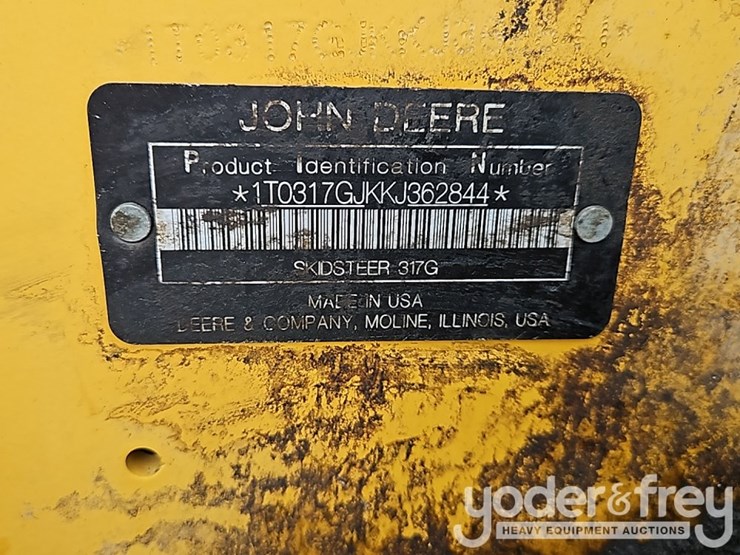 JOHN DEERE
Product Identification Number
*1T0317GJKKJ362844*
SKIDSTEER 317G
MADE IN USA
DEERE & COMPANY, MOLINE, ILLINOIS, USA
yoder&frey
HEAVY EQUIPMENT AUCTIONS